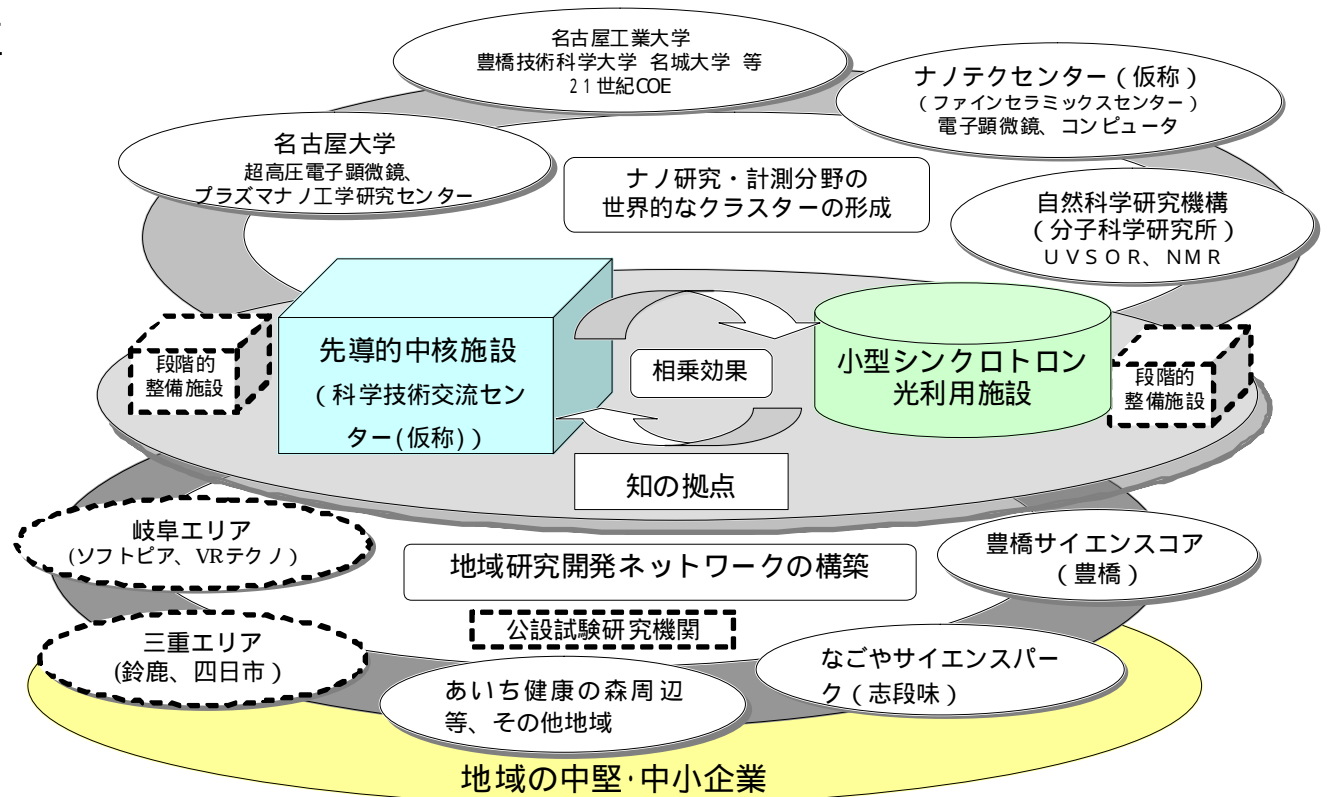 名古屋工業大学
豊橋技術科学大学 名城大学 等
21世紀COE
ナノテクセンター(仮称)
(ファインセラミックスセンター)
電子顕微鏡、コンピュータ
名古屋大学
超高圧電子顕微鏡、
プラズマナノ工学研究センター
ナノ研究・計測分野の
世界的なクラスターの形成
自然科学研究機構
(分子科学研究所)
UVSOR、NMR
段階的
整備施設
先導的中核施設
(科学技術交流セン
ター(仮称))
相乗効果
小型シンクロトロン
光利用施設
段階的
整備施設
知の拠点
岐阜エリア
(ソフトピア、VRテクノ)
地域研究開発ネットワークの構築
豊橋サイエンスコア
(豊橋)
公設試験研究機関
三重エリア
(鈴鹿、四日市)
あいち健康の森周辺
等、その他地域
なごやサイエンスパー
ク(志段味)
地域の中堅・中小企業